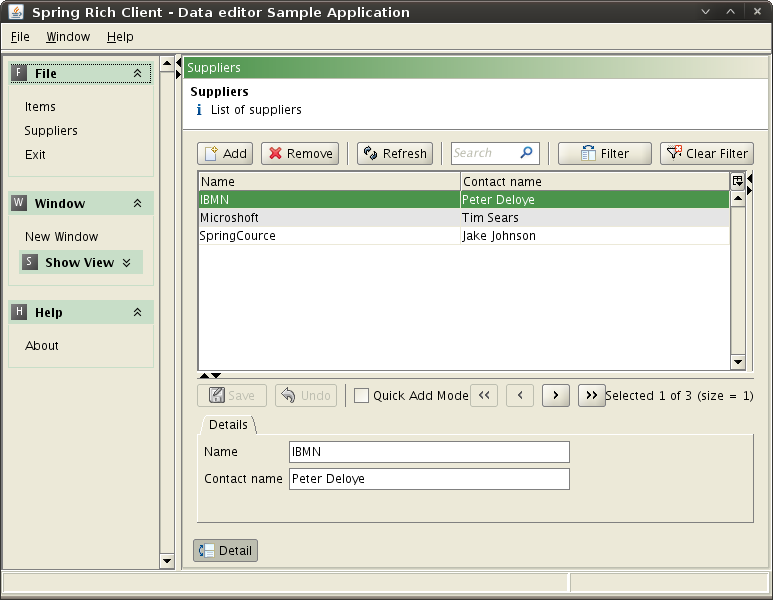 Spring Rich Client - Data editor Sample Application
File Window Help
F File
Items
Suppliers
Exit
W Window
New Window
S Show View
H Help
About
Suppliers
Suppliers
i List of suppliers
Add Remove Refresh Search Filter Clear Filter
Name Contact name
IBMN Peter Deloye
Microshoft Tim Sears
SpringCource Jake Johnson
Save Undo Quick Add Mode Selected 1 of 3 (size = 1)
Details
Name IBMN
Contact name Peter Deloye
Detail